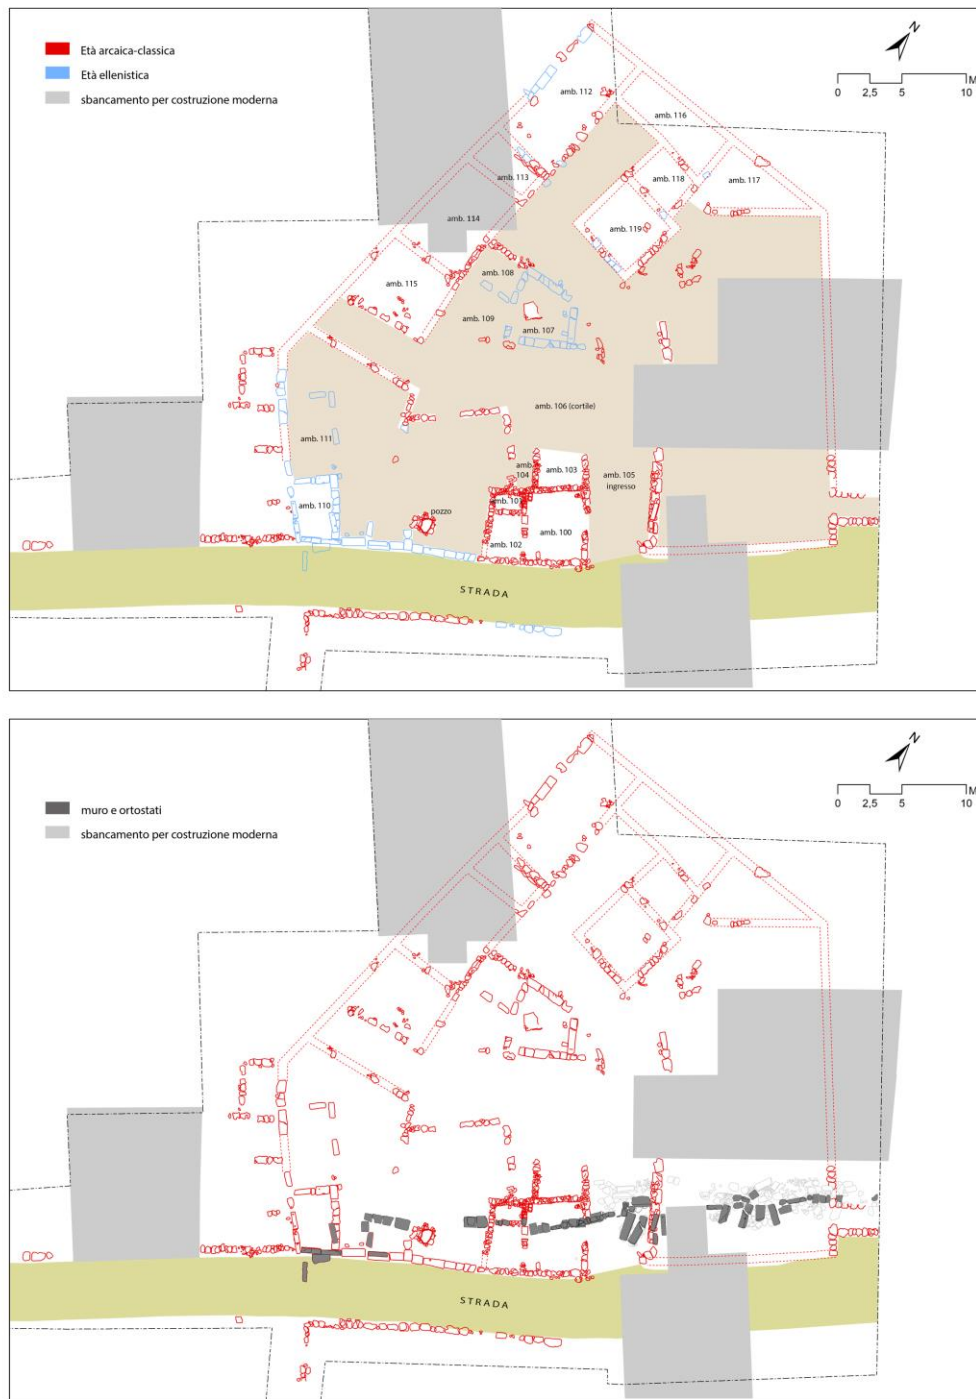 Età arcaica-classica
Età ellenistica
sbancamento per costruzione moderna
N
M
0 2,5 5 10
amb. 112
amb. 116
amb. 113
amb. 118
amb. 117
amb. 114
amb. 119
amb. 108
amb. 115
amb. 109
amb. 107
amb. 106 (cortile)
amb. 111
amb. 104
amb. 103
amb. 105 ingresso
amb. 110
pozzo
amb. 100
amb. 102
STRADA
muro e ortostati
sbancamento per costruzione moderna
N
M
0 2,5 5 10
STRADA